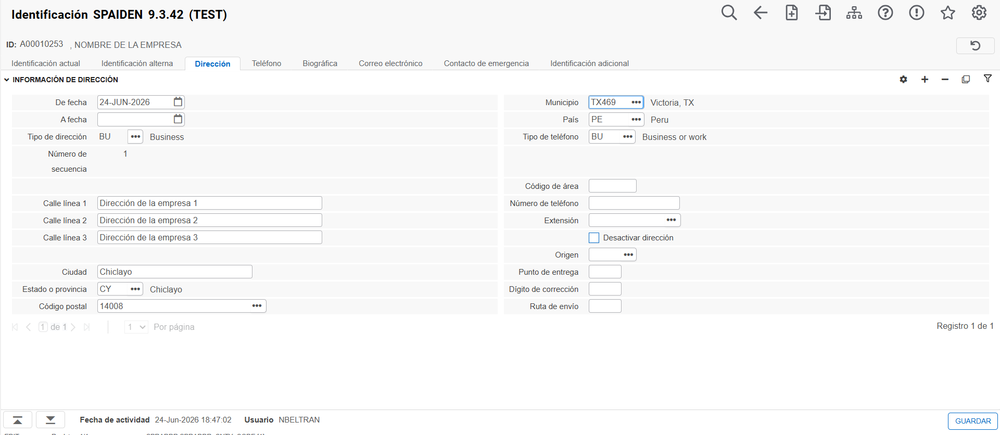 Identificación SPAIDEN 9.3.42 (TEST)
ID: A00010253 , NOMBRE DE LA EMPRESA
Identificación actual Identificación alterna Dirección Teléfono Biográfica Correo electrónico Contacto de emergencia Identificación adicional
INFORMACIÓN DE DIRECCIÓN
De fecha 24-JUN-2026
A fecha
Tipo de dirección BU Business
Número de secuencia 1
Calle línea 1 Dirección de la empresa 1
Calle línea 2 Dirección de la empresa 2
Calle línea 3 Dirección de la empresa 3
Ciudad Chiclayo
Estado o provincia CY Chiclayo
Código postal 14008
Municipio TX469 Victoria, TX
País PE Peru
Tipo de teléfono BU Business or work
Código de área
Número de teléfono
Extensión
Desactivar dirección
Origen
Punto de entrega
Dígito de corrección
Ruta de envío
1 de 1 1 Por página Registro 1 de 1
Fecha de actividad 24-Jun-2026 18:47:02 Usuario NBELTRAN GUARDAR